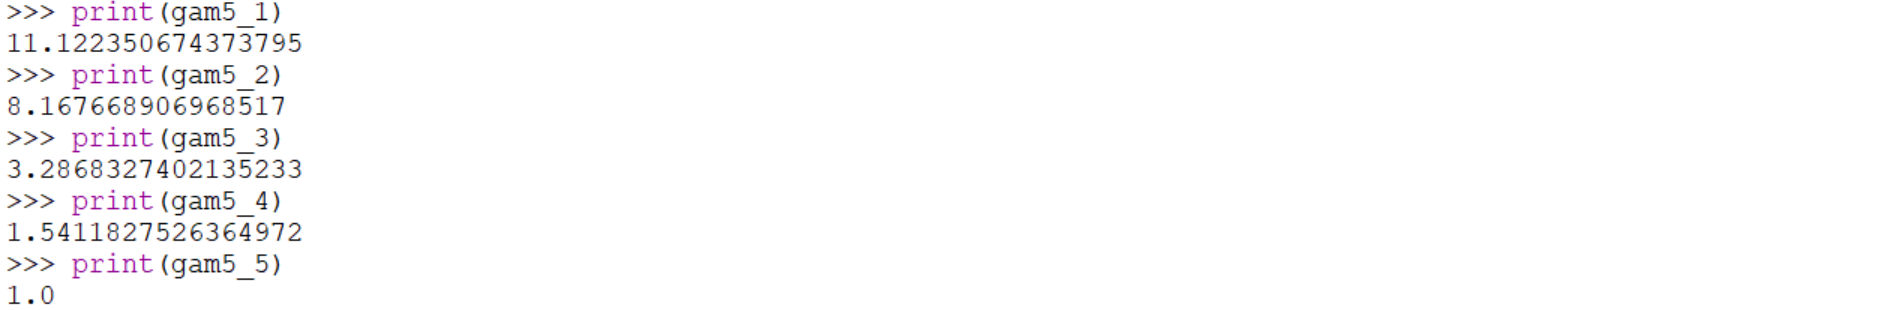 >>> print(gam5_1)
11.122350674373795
>>> print(gam5_2)
8.167668906968517
>>> print(gam5_3)
3.2868327402135233
>>> print(gam5_4)
1.5411827526364972
>>> print(gam5_5)
1.0